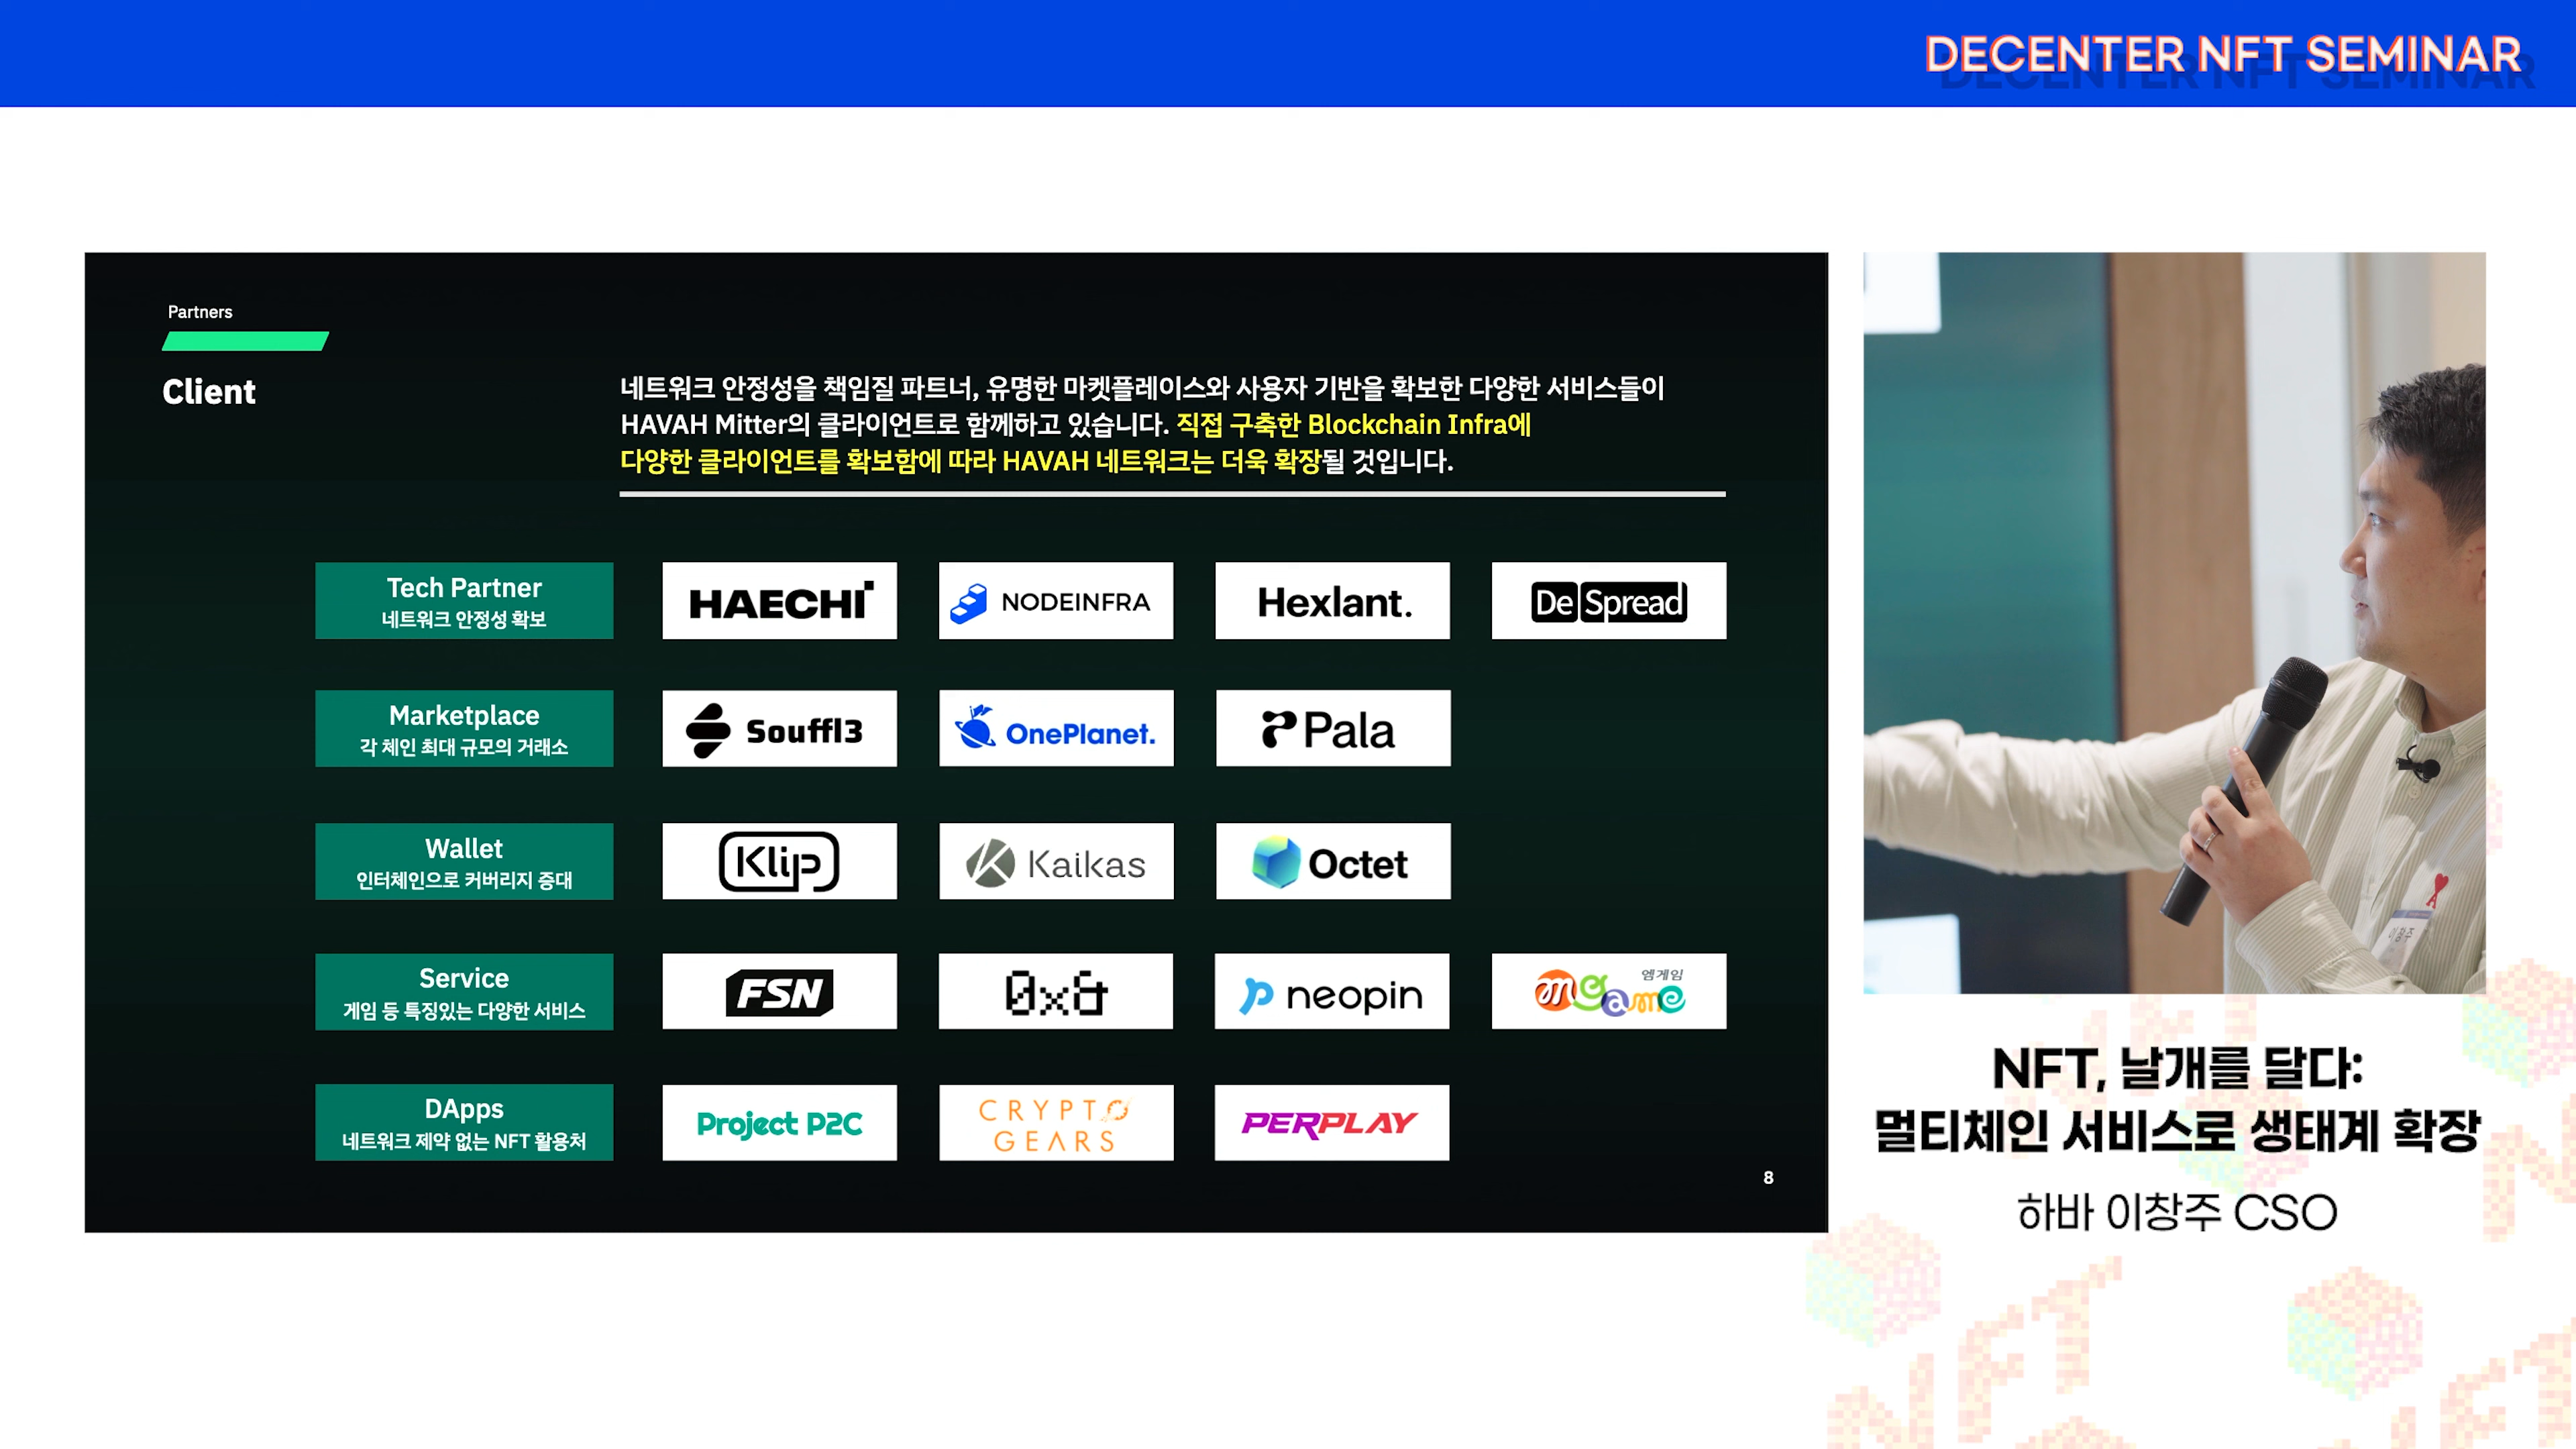 DECENTER NFT SEMINAR
Partners
Client
네트워크 안정성을 책임질 파트너, 유명한 마켓플레이스와 사용자 기반을 확보한 다양한 서비스들이
HAVAH Mitter의 클라이언트로 함께하고 있습니다. 직접 구축한 Blockchain Infra에
다양한 클라이언트를 확보함에 따라 HAVAH 네트워크는 더욱 확장될 것입니다.
Tech Partner
네트워크 안정성 확보
HAECHI
NODEINFRA
Hexlant.
DeSpread
Marketplace
각 체인 최대 규모의 거래소
Souffl3
OnePlanet.
Pala
Wallet
인터체인으로 커버리지 증대
Klip
Kaikas
Octet
Service
게임 등 특징있는 다양한 서비스
FSN
0x&
neopin
엠게임
mgame
DApps
네트워크 제약 없는 NFT 활용처
Project P2C
CRYPTO
GEARS
PERPLAY
8
이창주
NFT, 날개를 달다:
멀티체인 서비스로 생태계 확장
하바 이창주 CSO
NFT
NFT